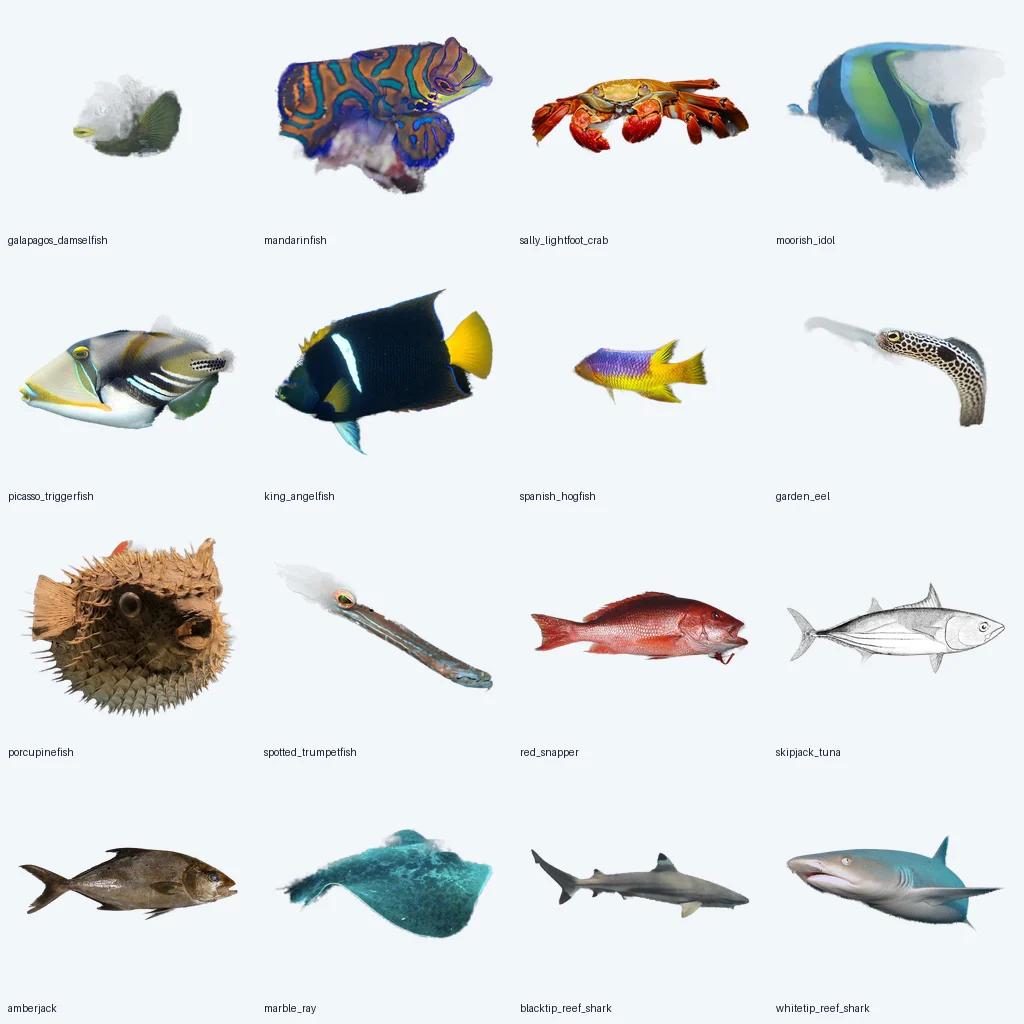 galapagos_damselfish
mandarinfish
sally_lightfoot_crab
moorish_idol
picasso_triggerfish
king_angelfish
spanish_hogfish
garden_eel
porcupinefish
spotted_trumpetfish
red_snapper
skipjack_tuna
amberjack
marble_ray
blacktip_reef_shark
whitetip_reef_shark